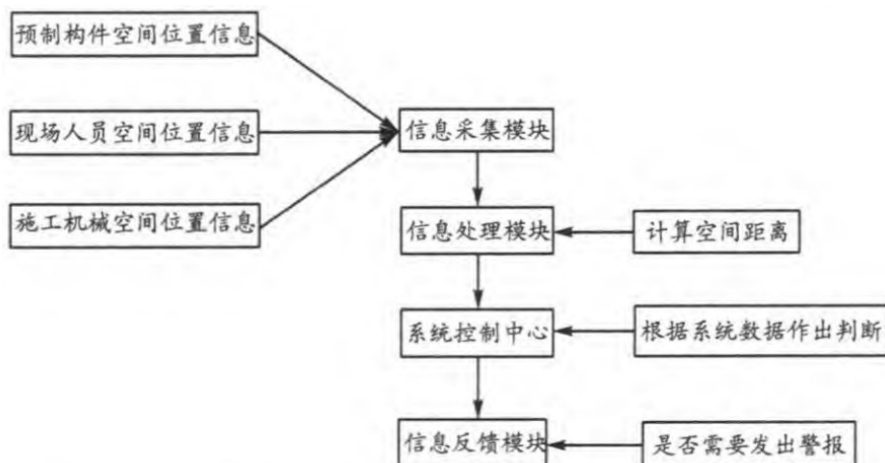 预制构件空间位置信息
现场人员空间位置信息
信息采集模块
施工机械空间位置信息
信息处理模块
计算空间距离
系统控制中心
根据系统数据作出判断
信息反馈模块
是否需要发出警报